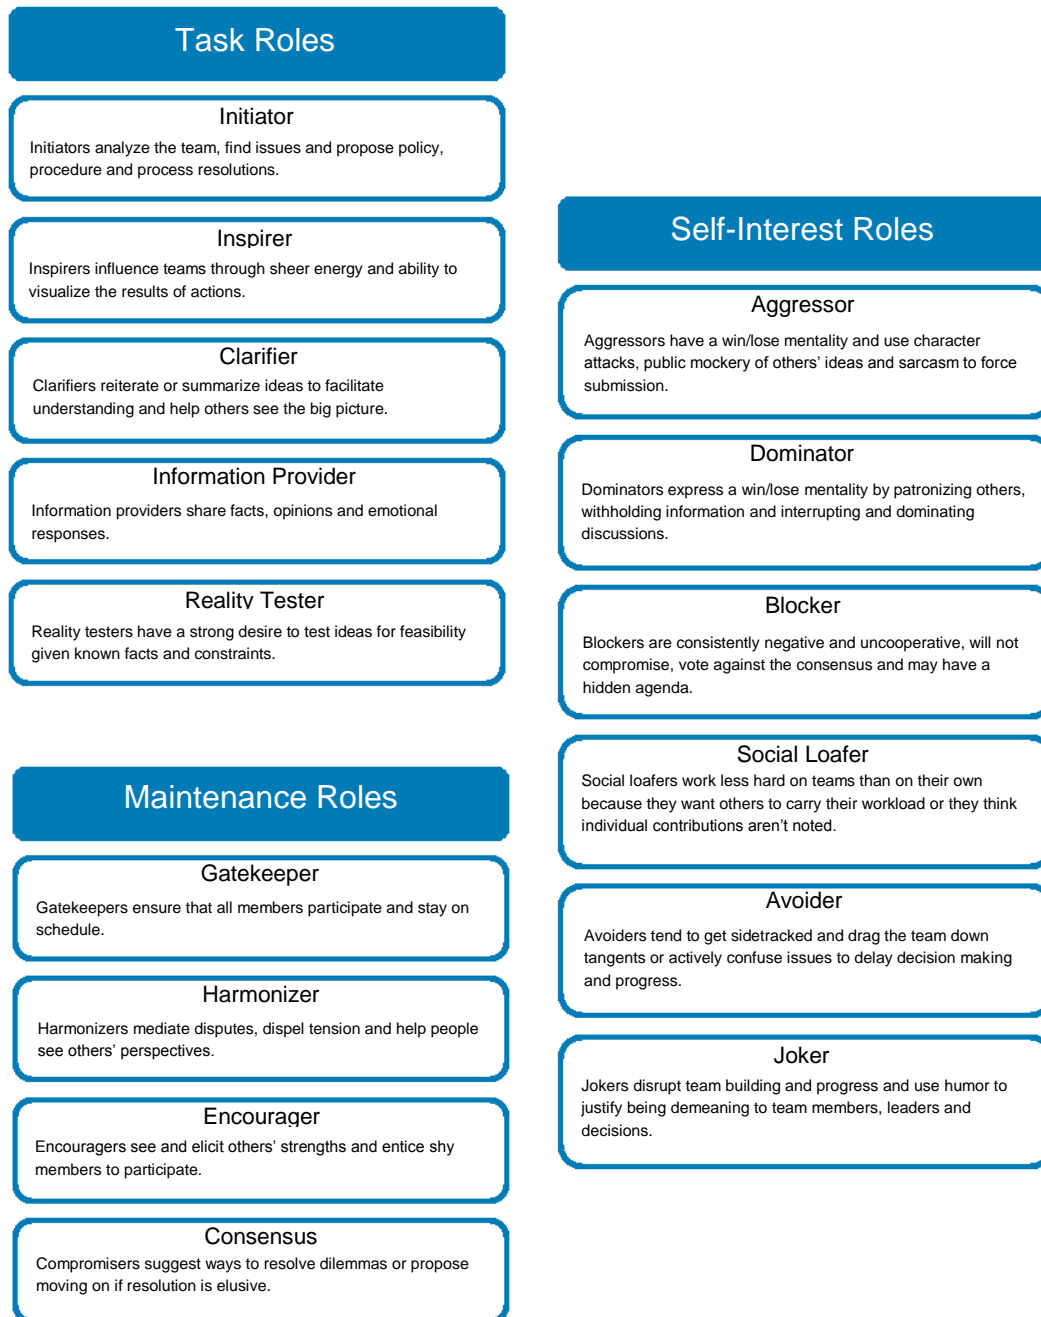 Task Roles
Initiator
Initiators analyze the team, find issues and propose policy,
procedure and process resolutions.
Inspirer
Inspirers influence teams through sheer energy and ability to
visualize the results of actions.
Clarifier
Clarifiers reiterate or summarize ideas to facilitate
understanding and help others see the big picture.
Information Provider
Information providers share facts, opinions and emotional
responses.
Reality Tester
Reality testers have a strong desire to test ideas for feasibility
given known facts and constraints.
Maintenance Roles
Gatekeeper
Gatekeepers ensure that all members participate and stay on
schedule.
Harmonizer
Harmonizers mediate disputes, dispel tension and help people
see others’ perspectives.
Encourager
Encouragers see and elicit others’ strengths and entice shy
members to participate.
Consensus
Compromisers suggest ways to resolve dilemmas or propose
moving on if resolution is elusive.
Self-Interest Roles
Aggressor
Aggressors have a win/lose mentality and use character
attacks, public mockery of others’ ideas and sarcasm to force
submission.
Dominator
Dominators express a win/lose mentality by patronizing others,
withholding information and interrupting and dominating
discussions.
Blocker
Blockers are consistently negative and uncooperative, will not
compromise, vote against the consensus and may have a
hidden agenda.
Social Loafer
Social loafers work less hard on teams than on their own
because they want others to carry their workload or they think
individual contributions aren’t noted.
Avoider
Avoiders tend to get sidetracked and drag the team down
tangents or actively confuse issues to delay decision making
and progress.
Joker
Jokers disrupt team building and progress and use humor to
justify being demeaning to team members, leaders and
decisions.